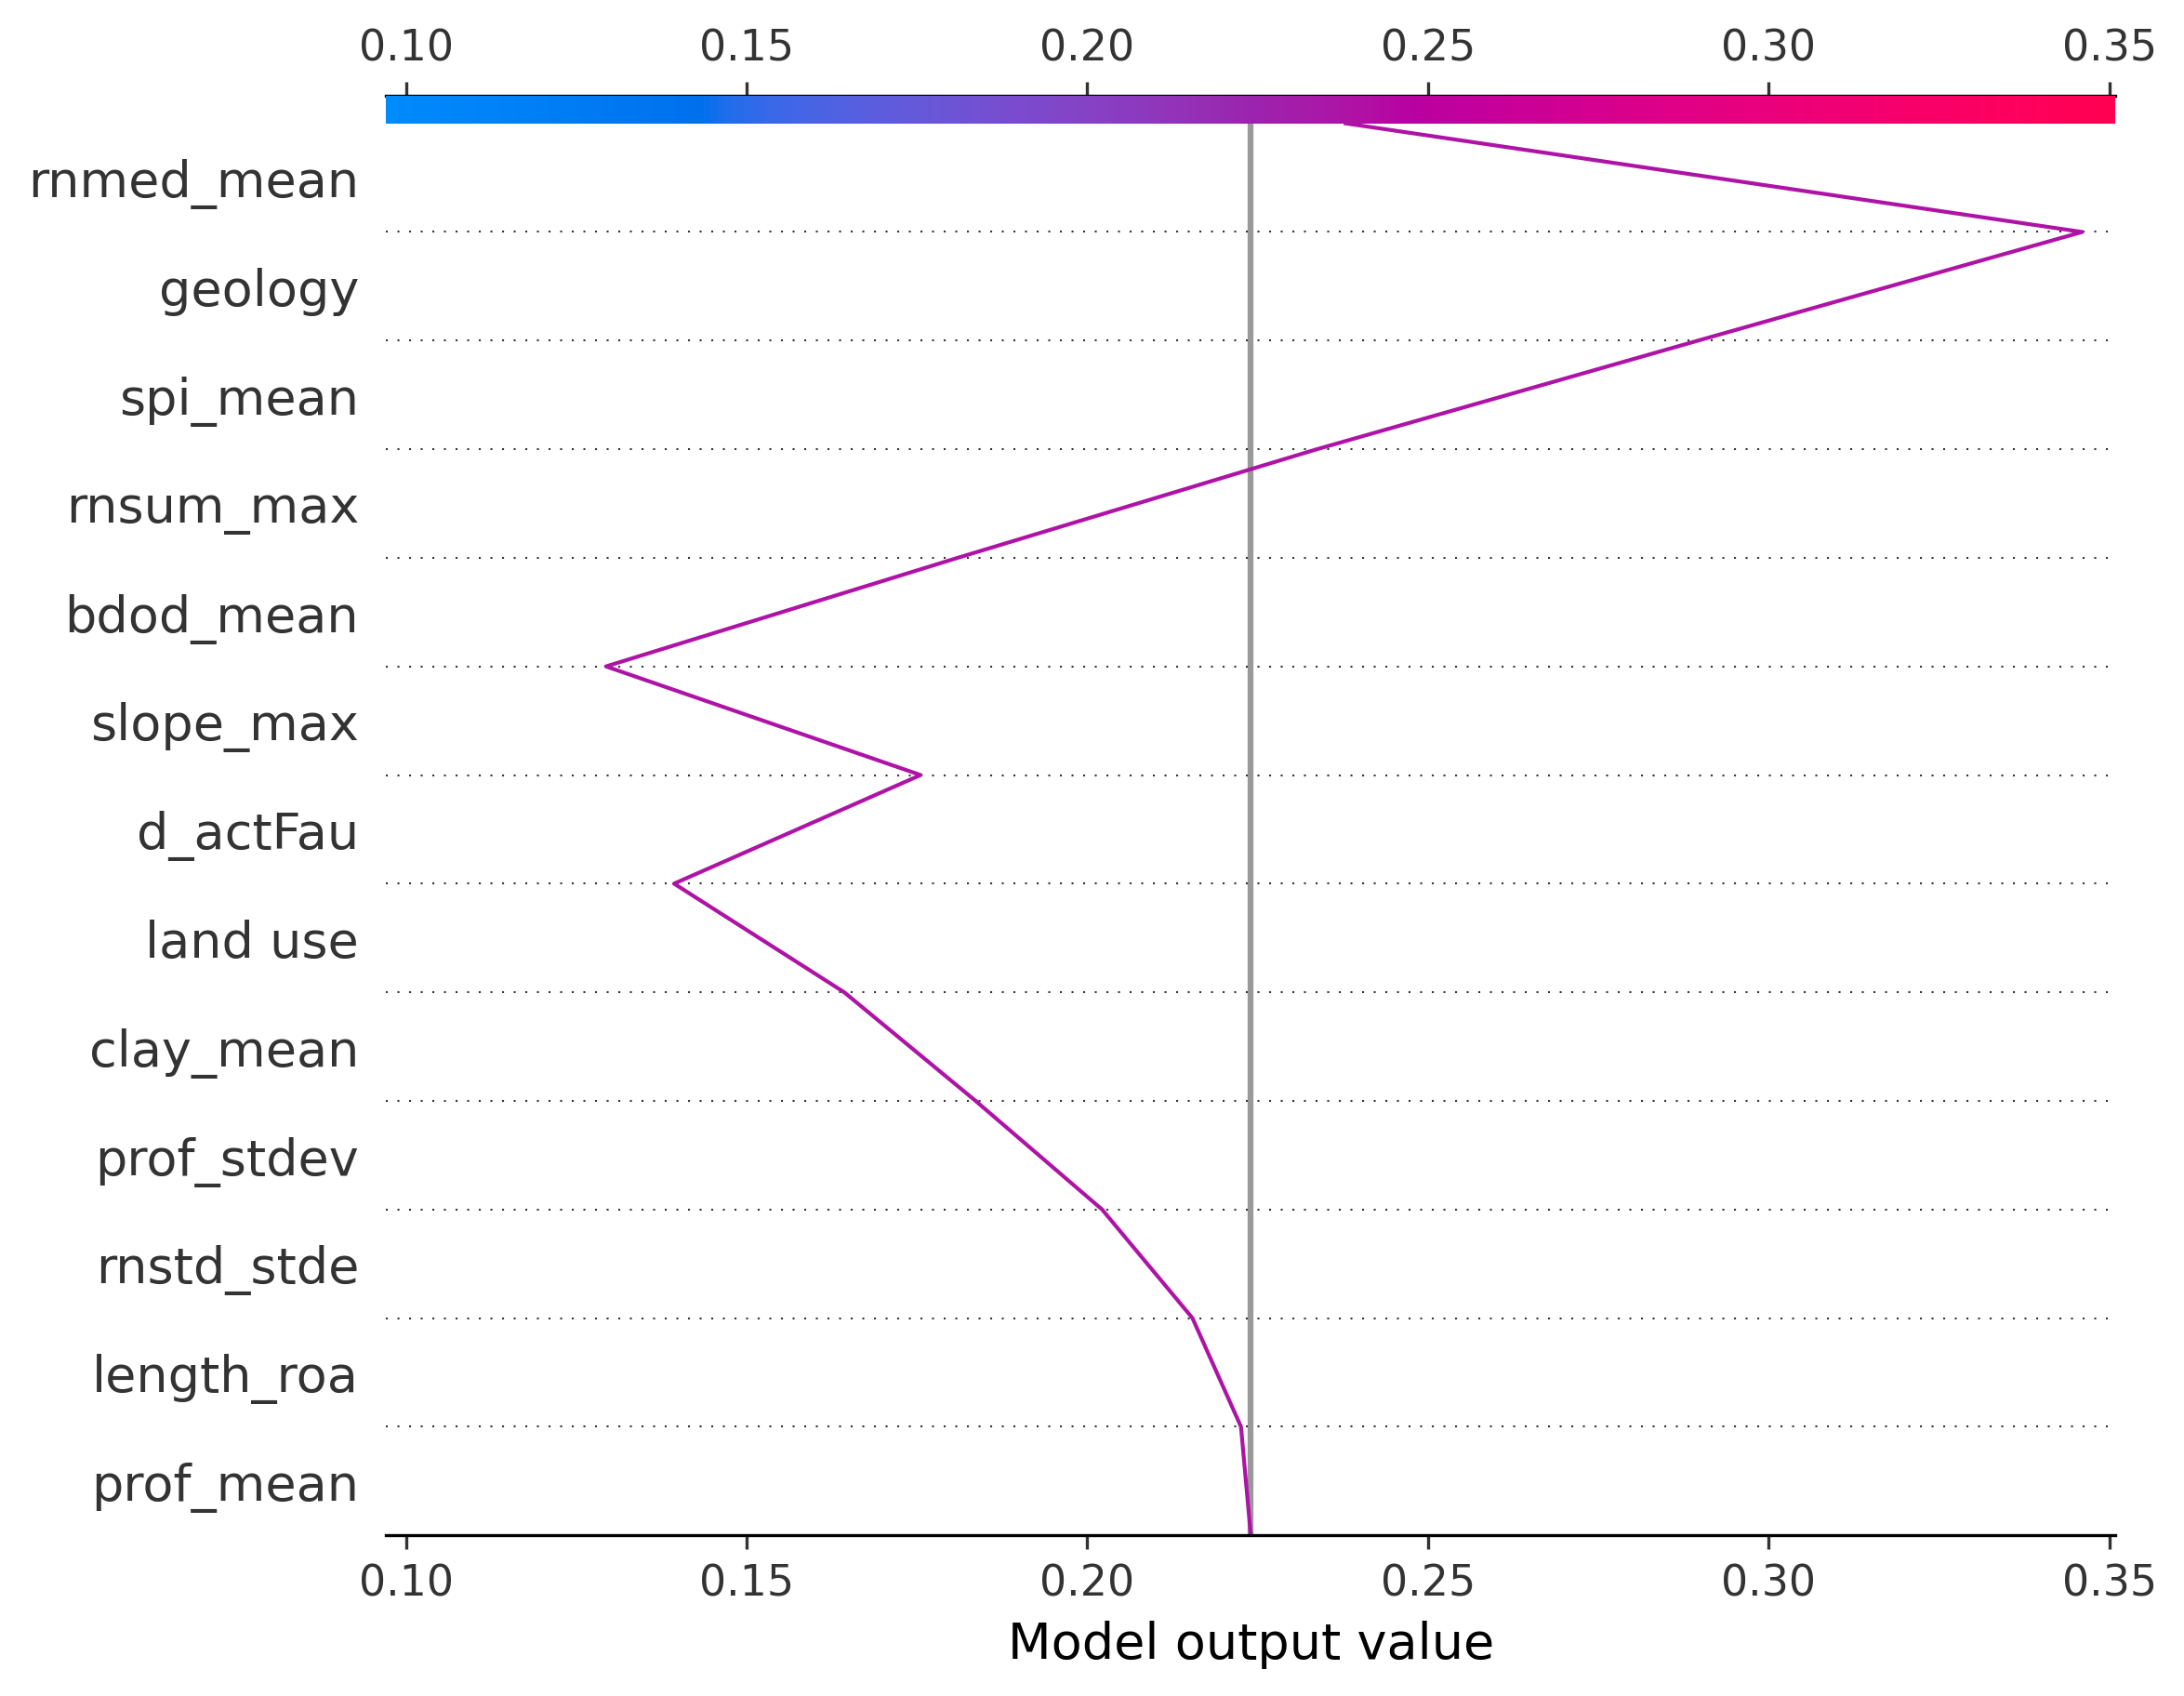 0.10 0.15 0.20 0.25 0.30 0.35
rnmed_mean
geology
spi_mean
rnsum_max
bdod_mean
slope_max
d_actFau
land use
clay_mean
prof_stdev
rnstd_stde
length_roa
prof_mean
0.10 0.15 0.20 0.25 0.30 0.35
Model output value